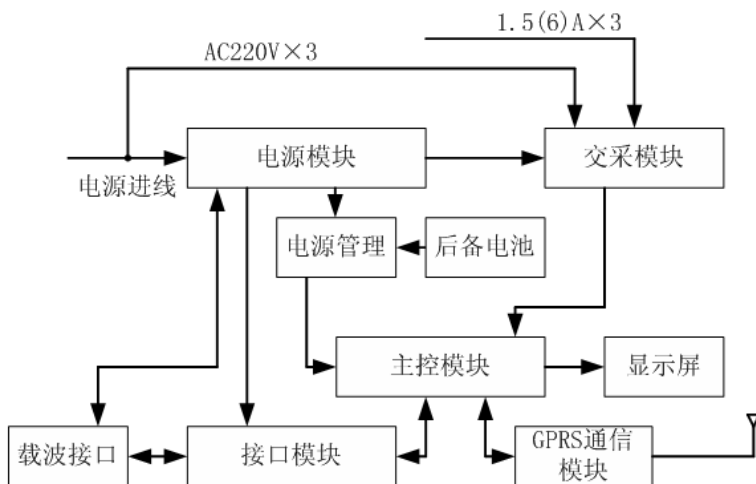 1.5(6)A×3
AC220V×3
电源模块
交采模块
电源进线
电源管理
后备电池
主控模块
显示屏
载波接口
接口模块
GPRS通信
模块